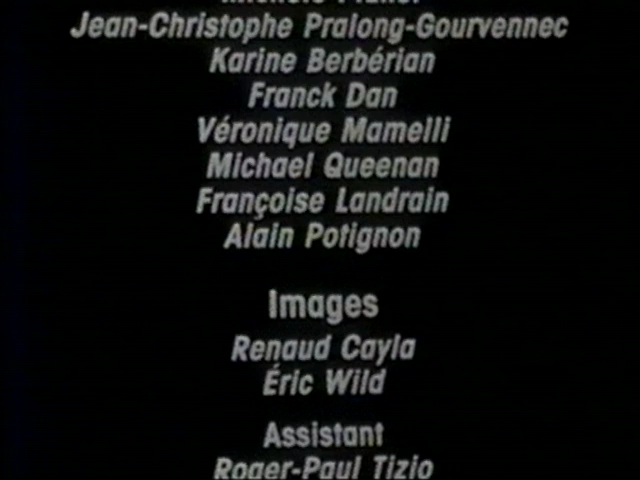 Jean-Christophe Pralong-Gourvennec
Karine Berbérian
Franck Dan
Véronique Mamelli
Michael Queenan
Françoise Landrain
Alain Potignon
Images
Renaud Cayla
Éric Wild
Assistant
Roger-Paul Tizio